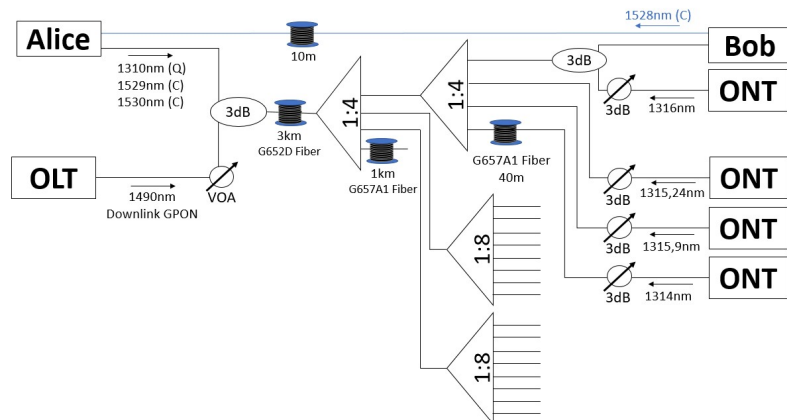 Alice
10m
1528nm (C)
Bob
1310nm (Q)
1529nm (C)
1530nm (C)
3dB
3km
G652D Fiber
1:4
1km
G657A1 Fiber
1:4
3dB
3dB
1316nm
ONT
G657A1 Fiber
40m
OLT
1490nm
Downlink GPON
VOA
3dB
1315,24nm
ONT
3dB
1315,9nm
ONT
3dB
1314nm
ONT
1:8
1:8